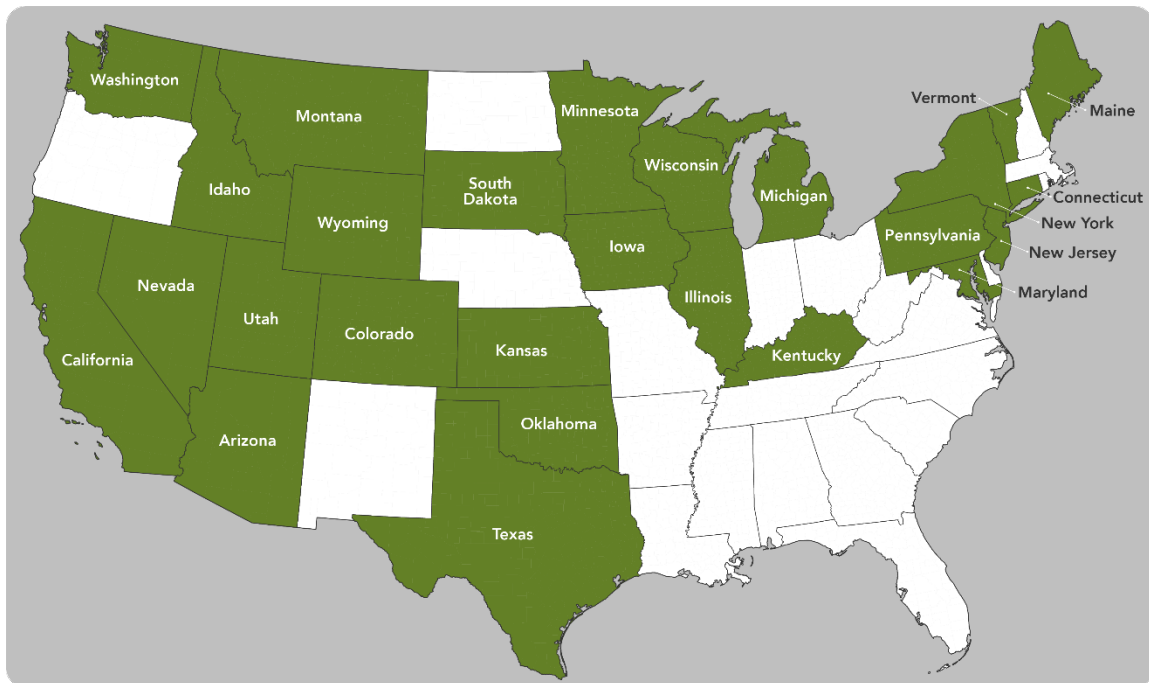 Washington
Montana
Minnesota
Vermont
Maine
Wisconsin
Idaho
South
Dakota
Michigan
Connecticut
Wyoming
New York
Pennsylvania
Iowa
New Jersey
Nevada
Illinois
Maryland
Utah
Colorado
Kansas
Kentucky
California
Oklahoma
Arizona
Texas